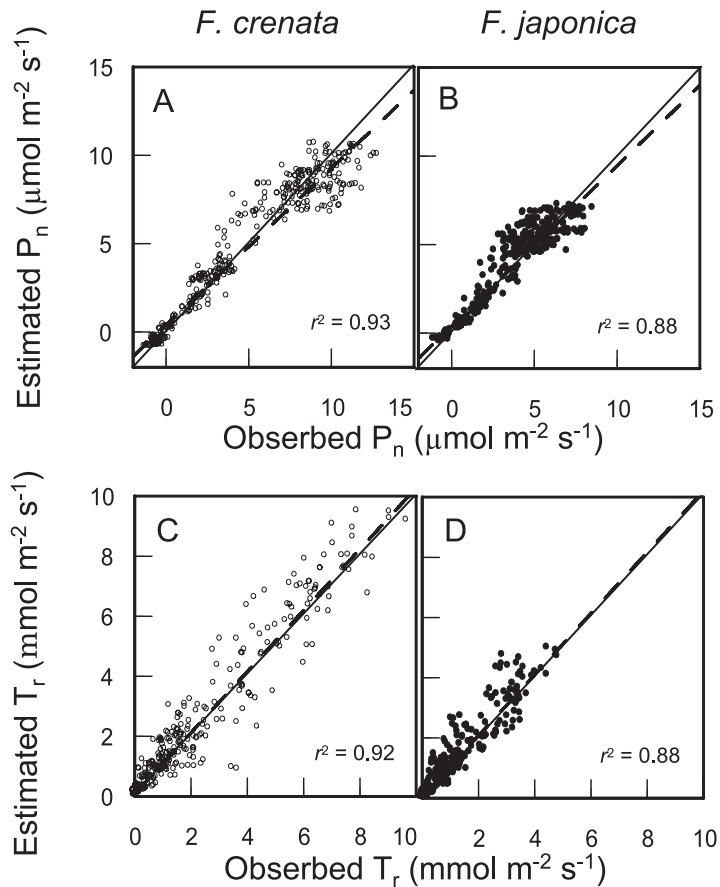 F. crenata
F. japonica
Estimated Pn (μmol m-2 s-1)
15
10
5
0
A
r2 = 0.93
B
r2 = 0.88
0 5 10 15
0 5 10 15
Obserbed Pn (μmol m-2 s-1)
Estimated Tr (mmol m-2 s-1)
10
8
6
4
2
0
C
r2 = 0.92
D
r2 = 0.88
0 2 4 6 8 10
2 4 6 8 10
Obserbed Tr (mmol m-2 s-1)